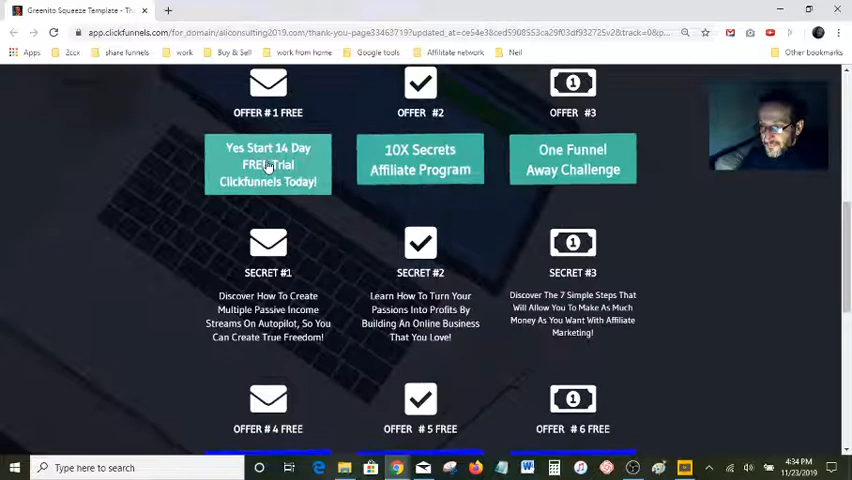 Greenito Squeeze Template - Tha
app.clickfunnels.com/for_domain/aliconsulting2019.com/thank-you-page33463719?updated_at=ce54e3ced5908553ca29f03df932725v2&track=0&p...
Apps
2ccx
share funnels
work
Buy & Sell
work from home
Google tools
Affilitate network
Neil
Other bookmarks
OFFER # 1 FREE
OFFER #2
OFFER #3
Yes Start 14 Day
FREE Trial
Clickfunnels Today!
10X Secrets
Affiliate Program
One Funnel
Away Challenge
SECRET #1
SECRET #2
SECRET #3
Discover How To Create
Multiple Passive Income
Streams On Autopilot, So You
Can Create True Freedom!
Learn How To Turn Your
Passions Into Profits By
Building An Online Business
That You Love!
Discover The 7 Simple Steps That
Will Allow You To Make As Much
Money As You Want With Affiliate
Marketing!
OFFER # 4 FREE
OFFER # 5 FREE
OFFER # 6 FREE
Type here to search
4:34 PM
11/23/2019